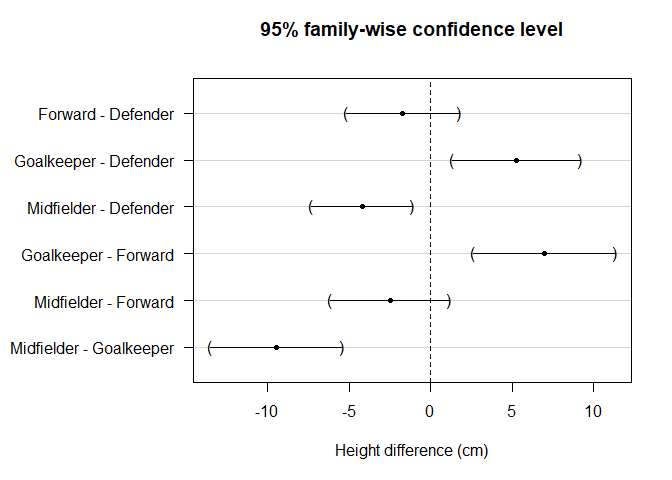 95% family-wise confidence level
Forward - Defender
Goalkeeper - Defender
Midfielder - Defender
Goalkeeper - Forward
Midfielder - Forward
Midfielder - Goalkeeper
-10 -5 0 5 10
Height difference (cm)